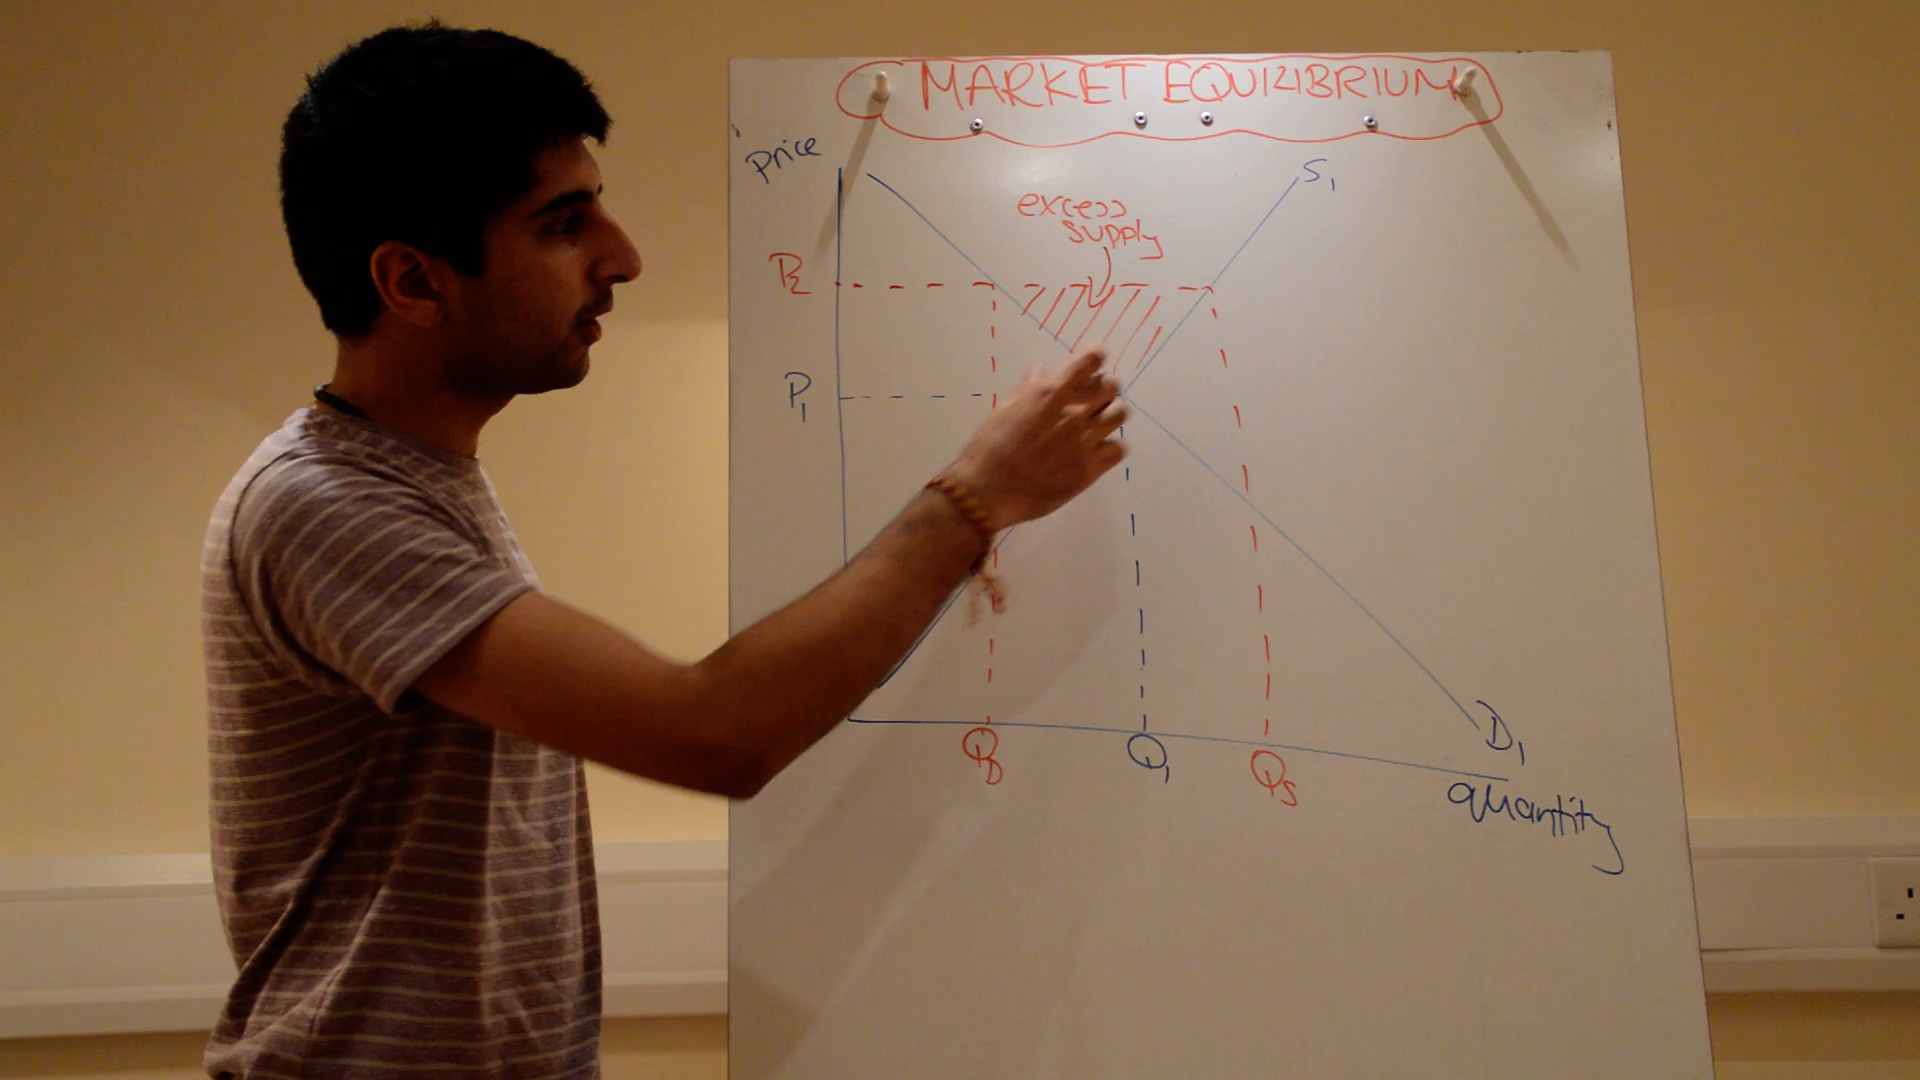 MARKET EQUILIBRIUM
Price
S1
excess
supply
P2
P1
QD
Q1
QS
D1
quantity